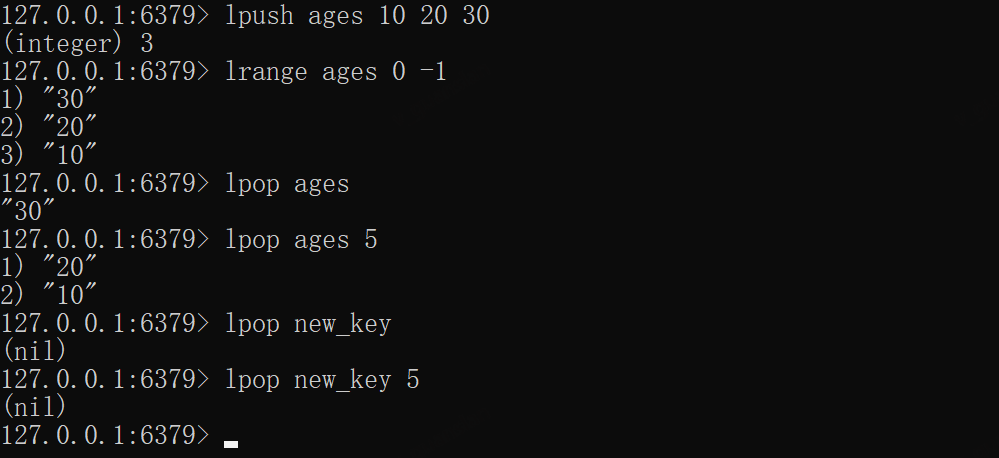 127.0.0.1:6379> lpush ages 10 20 30
(integer) 3
127.0.0.1:6379> lrange ages 0 -1
1) "30"
2) "20"
3) "10"
127.0.0.1:6379> lpop ages
"30"
127.0.0.1:6379> lpop ages 5
1) "20"
2) "10"
127.0.0.1:6379> lpop new_key
(nil)
127.0.0.1:6379> lpop new_key 5
(nil)
127.0.0.1:6379>